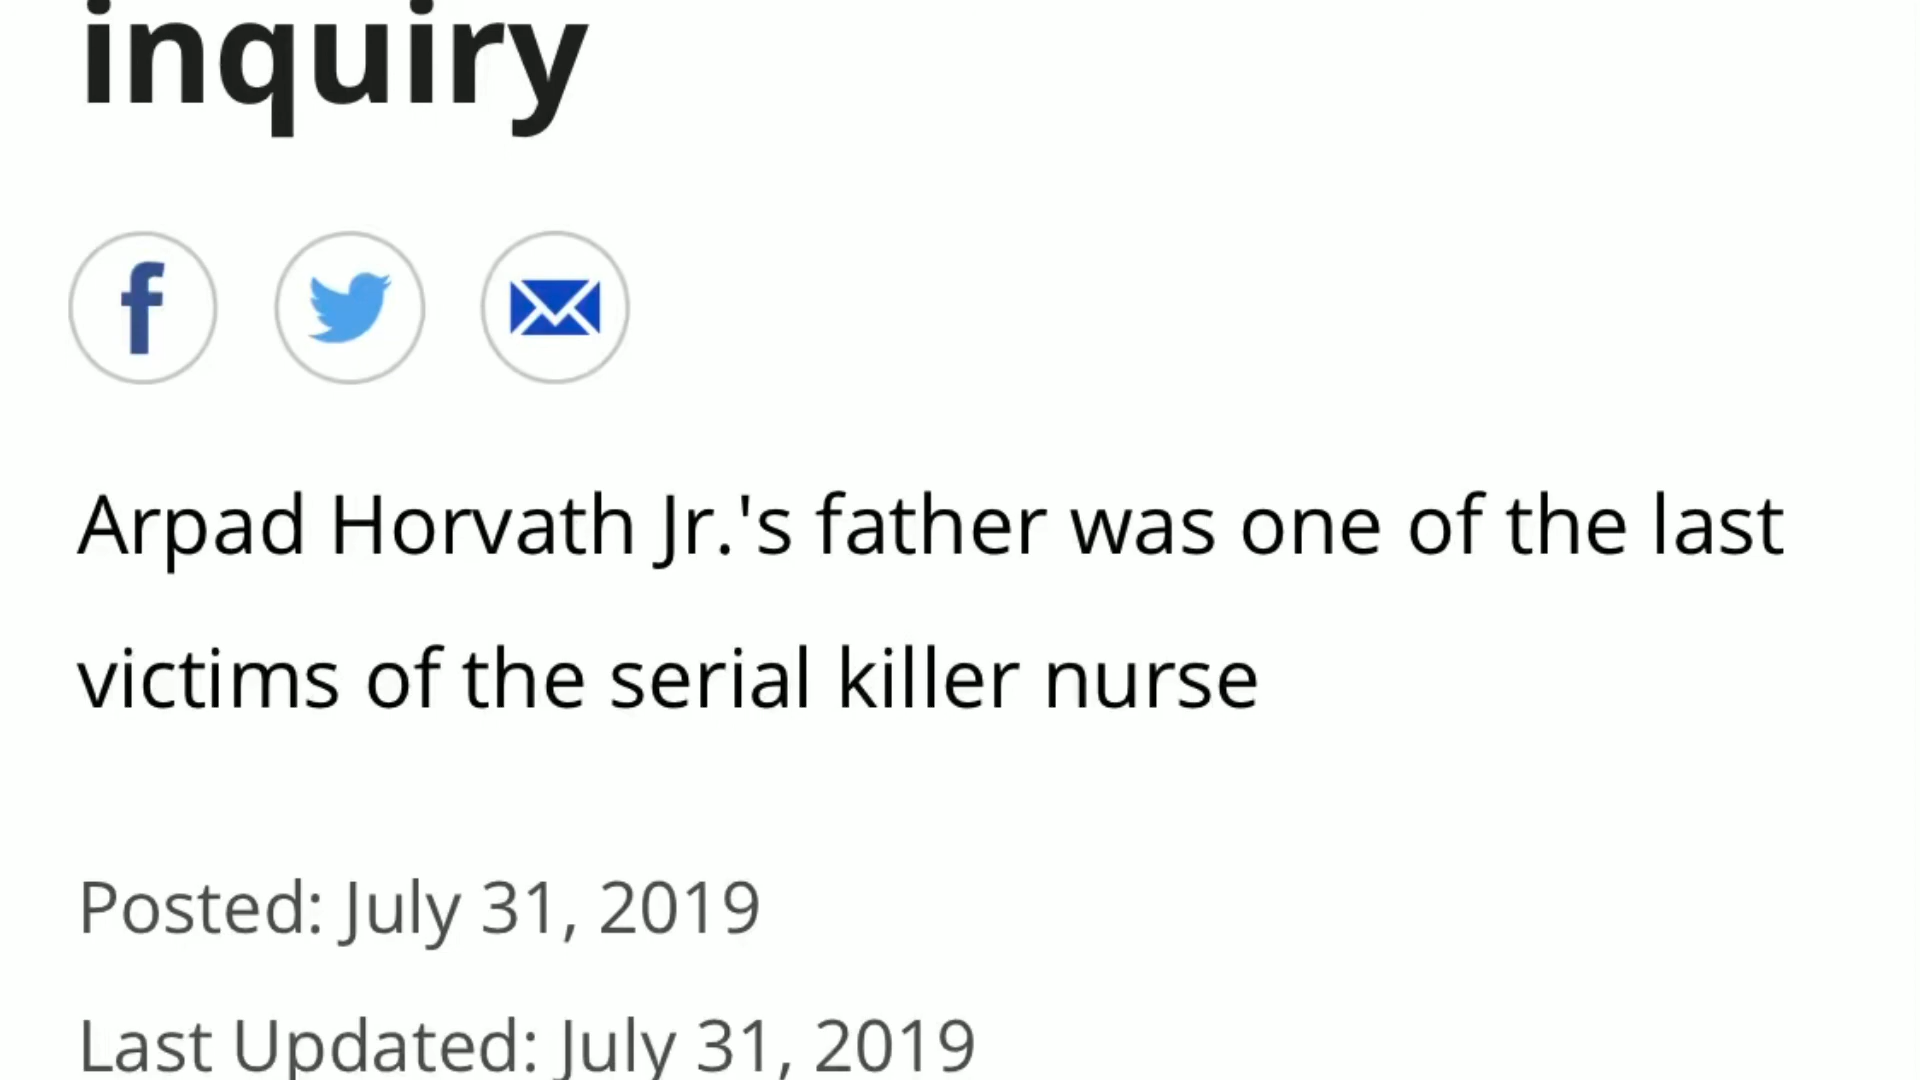 inquiry
Arpad Horvath Jr.'s father was one of the last
victims of the serial killer nurse
Posted: July 31, 2019
Last Updated: July 31, 2019